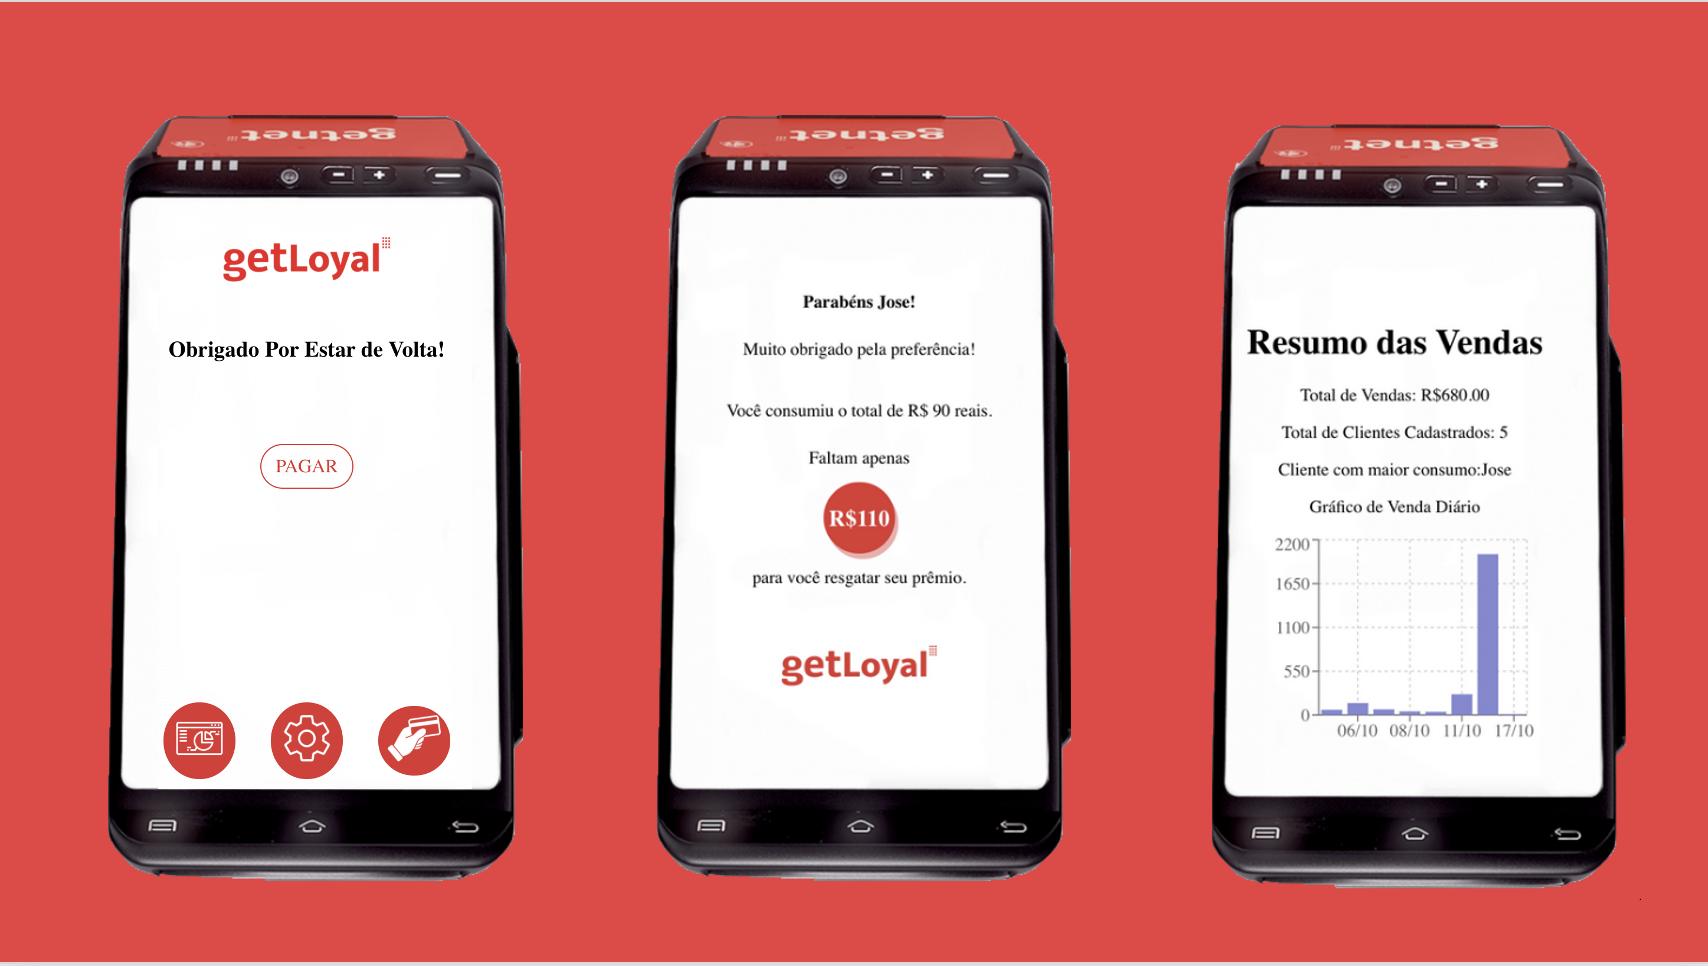 getnet
getLoyal
Obrigado Por Estar de Volta!
PAGAR
getnet
Parabéns Jose!
Muito obrigado pela preferência!
Você consumiu o total de R$ 90 reais.
Faltam apenas
R$110
para você resgatar seu prêmio.
getLoyal
getnet
Resumo das Vendas
Total de Vendas: R$680.00
Total de Clientes Cadastrados: 5
Cliente com maior consumo:Jose
Gráfico de Venda Diário
2200
1650
1100
550
0
06/10 08/10 11/10 17/10